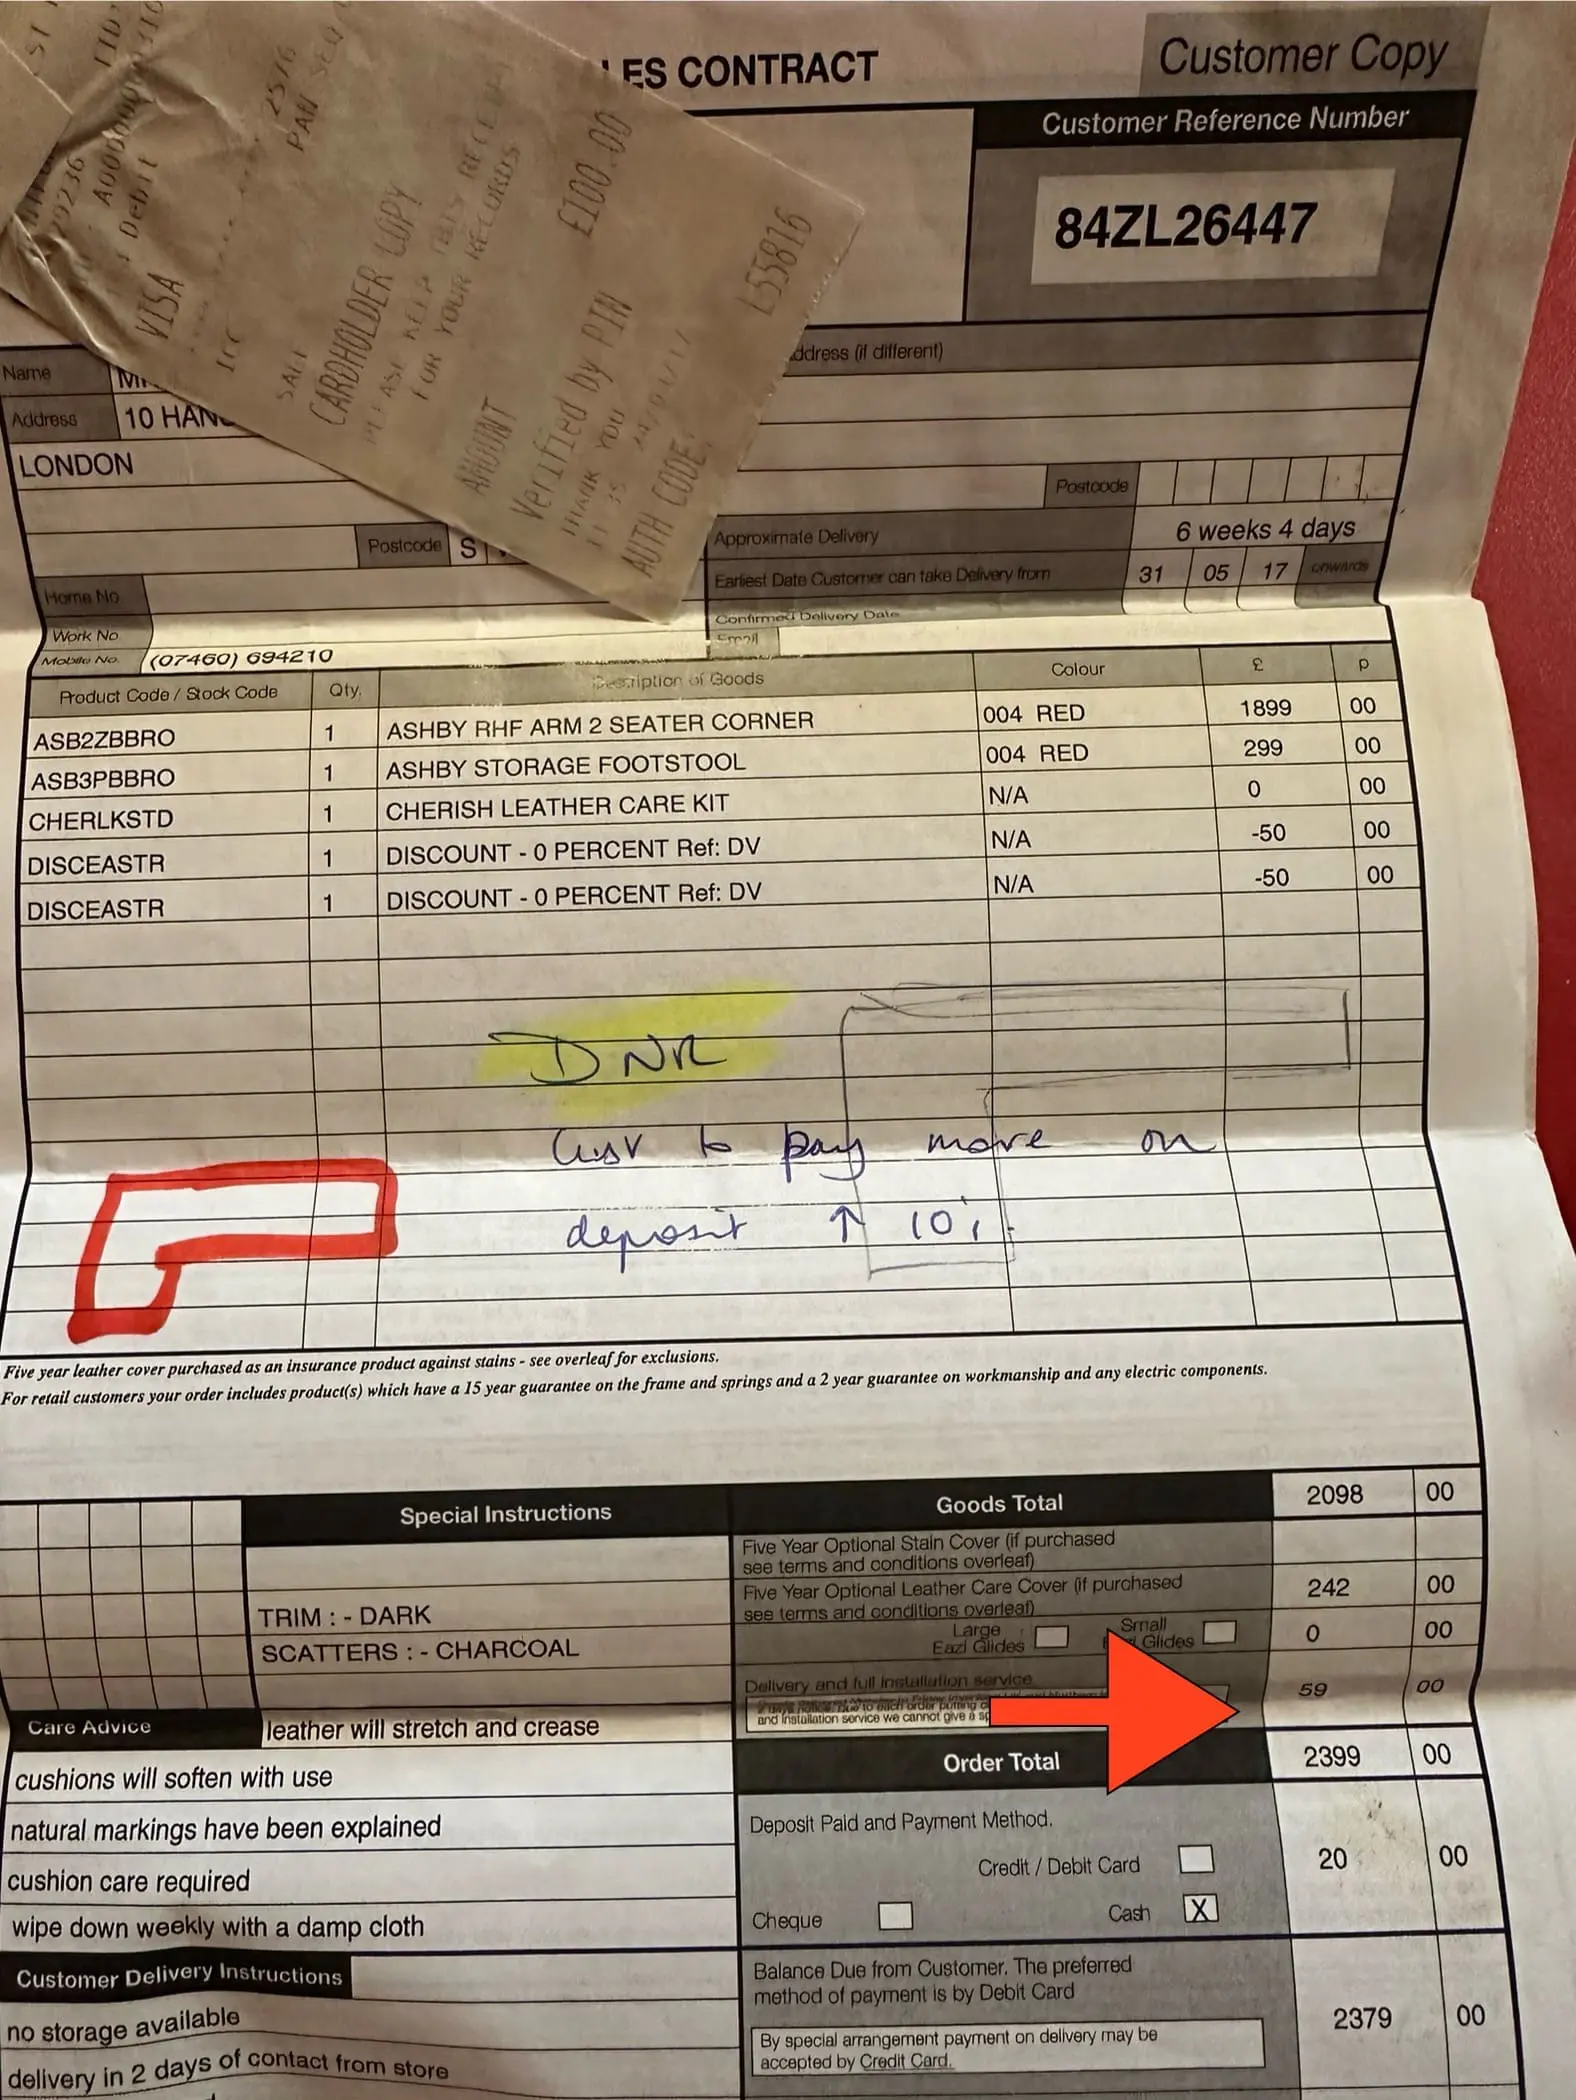 ES CONTRACT
Customer Copy
Customer Reference Number
84ZL26447
2576
PAN SEQ
Debit
VISA
ICC
SALE
CARDHOLDER COPY
PLEASE KEEP THIS RECEIPT
FOR YOUR RECORDS
AMOUNT £100.00
Verified by PIN
THANK YOU
AUTH CODE: L55816
ddress (if different)
Name
Address 10 HAN
LONDON
Postcode
Postcode S
Approximate Delivery 6 weeks 4 days
Earliest Date Customer can take Delivery from 31 05 17 onwards
Confirmed Delivery Date
Email
Home No
Work No
Mobile No. (07460) 694210
Product Code / Stock Code Qty. Description of Goods Colour £ p
ASB2ZBBRO 1 ASHBY RHF ARM 2 SEATER CORNER 004 RED 1899 00
ASB3PBBRO 1 ASHBY STORAGE FOOTSTOOL 004 RED 299 00
CHERLKSTD 1 CHERISH LEATHER CARE KIT N/A 0 00
DISCEASTR 1 DISCOUNT - 0 PERCENT Ref: DV N/A -50 00
DISCEASTR 1 DISCOUNT - 0 PERCENT Ref: DV N/A -50 00
DNR
Cust to pay more on
deposit ↑ 10%
Five year leather cover purchased as an insurance product against stains - see overleaf for exclusions.
For retail customers your order includes product(s) which have a 15 year guarantee on the frame and springs and a 2 year guarantee on workmanship and any electric components.
Special Instructions
TRIM : - DARK
SCATTERS : - CHARCOAL
Care Advice leather will stretch and crease
cushions will soften with use
natural markings have been explained
cushion care required
wipe down weekly with a damp cloth
Customer Delivery Instructions
no storage available
delivery in 2 days of contact from store
Goods Total 2098 00
Five Year Optional Stain Cover (if purchased
see terms and conditions overleaf)
Five Year Optional Leather Care Cover (if purchased 242 00
see terms and conditions overleaf)
Large Eazi Glides Small Eazi Glides 0 00
Delivery and full installation service 59 00
and installation service we cannot give a
Order Total 2399 00
Deposit Paid and Payment Method.
Credit / Debit Card 20 00
Cheque Cash X
Balance Due from Customer. The preferred
method of payment is by Debit Card 2379 00
By special arrangement payment on delivery may be
accepted by Credit Card.